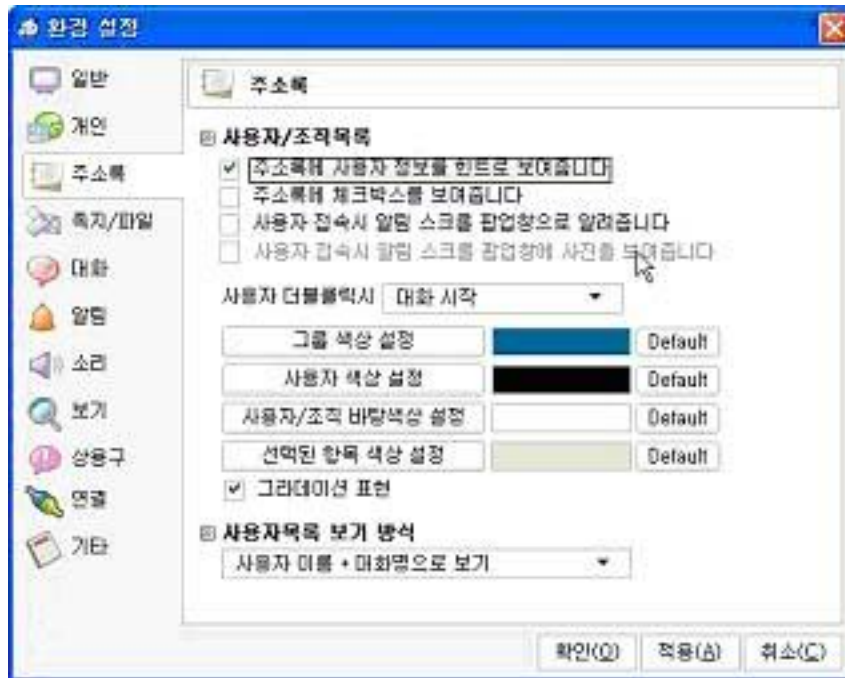 환경 설정
일반
개인
주소록
쪽지/파일
대화
알림
소리
보기
상용구
연결
기타
주소록
사용자/조직목록
주소록에 사용자 정보를 힌트로 보여줍니다
주소록에 체크박스를 보여줍니다
사용자 접속시 알림 스크롤 팝업창으로 알려줍니다
사용자 접속시 알림 스크롤 팝업창에 사진을 보여줍니다
사용자 더블클릭시 대화 시작
그룹 색상 설정 Default
사용자 색상 설정 Default
사용자/조직 바탕색상 설정 Default
선택된 항목 색상 설정 Default
그라데이션 표현
사용자목록 보기 방식
사용자 이름 + 대화명으로 보기
확인(O) 적용(A) 취소(C)